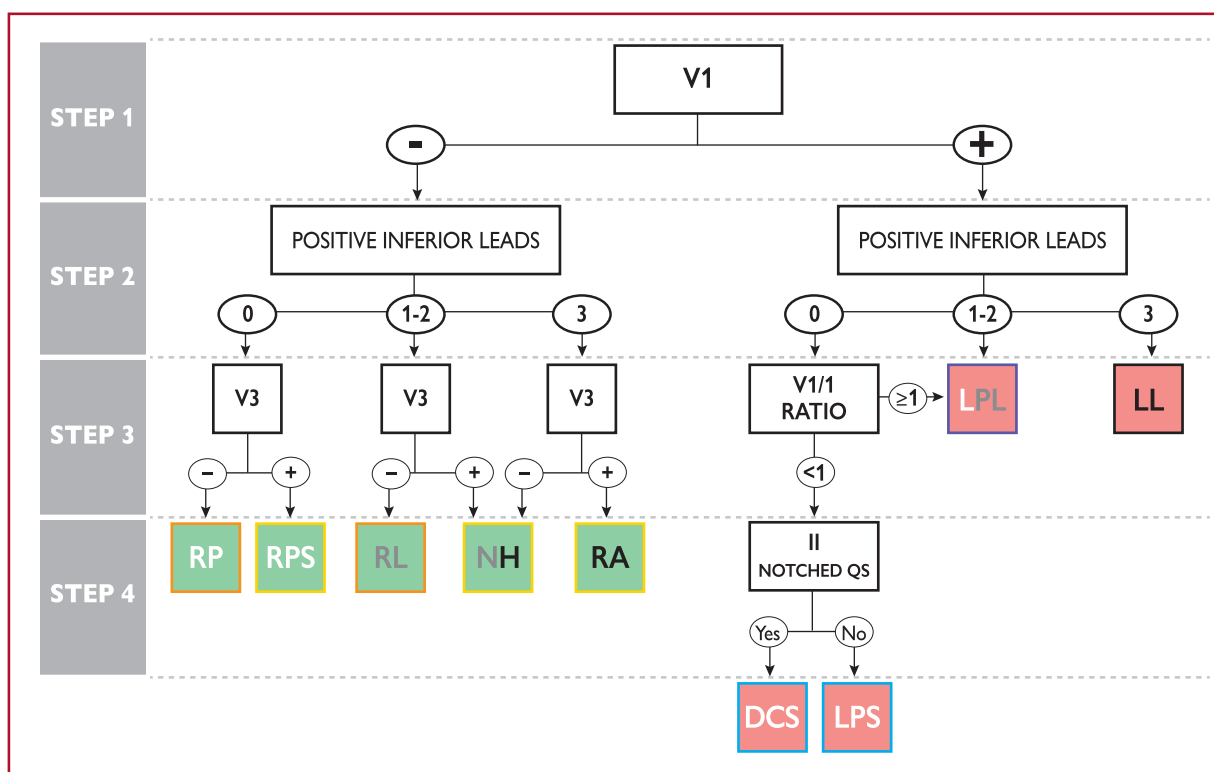 STEP 1
V1
-
+
STEP 2
POSITIVE INFERIOR LEADS
POSITIVE INFERIOR LEADS
0
1-2
3
0
1-2
3
STEP 3
V3
V3
V3
V1/1
RATIO
≥1
LPL
LL
−
+
−
+
−
+
<1
STEP 4
RP
RPS
RL
NH
RA
II
NOTCHED QS
Yes
No
DCS
LPS